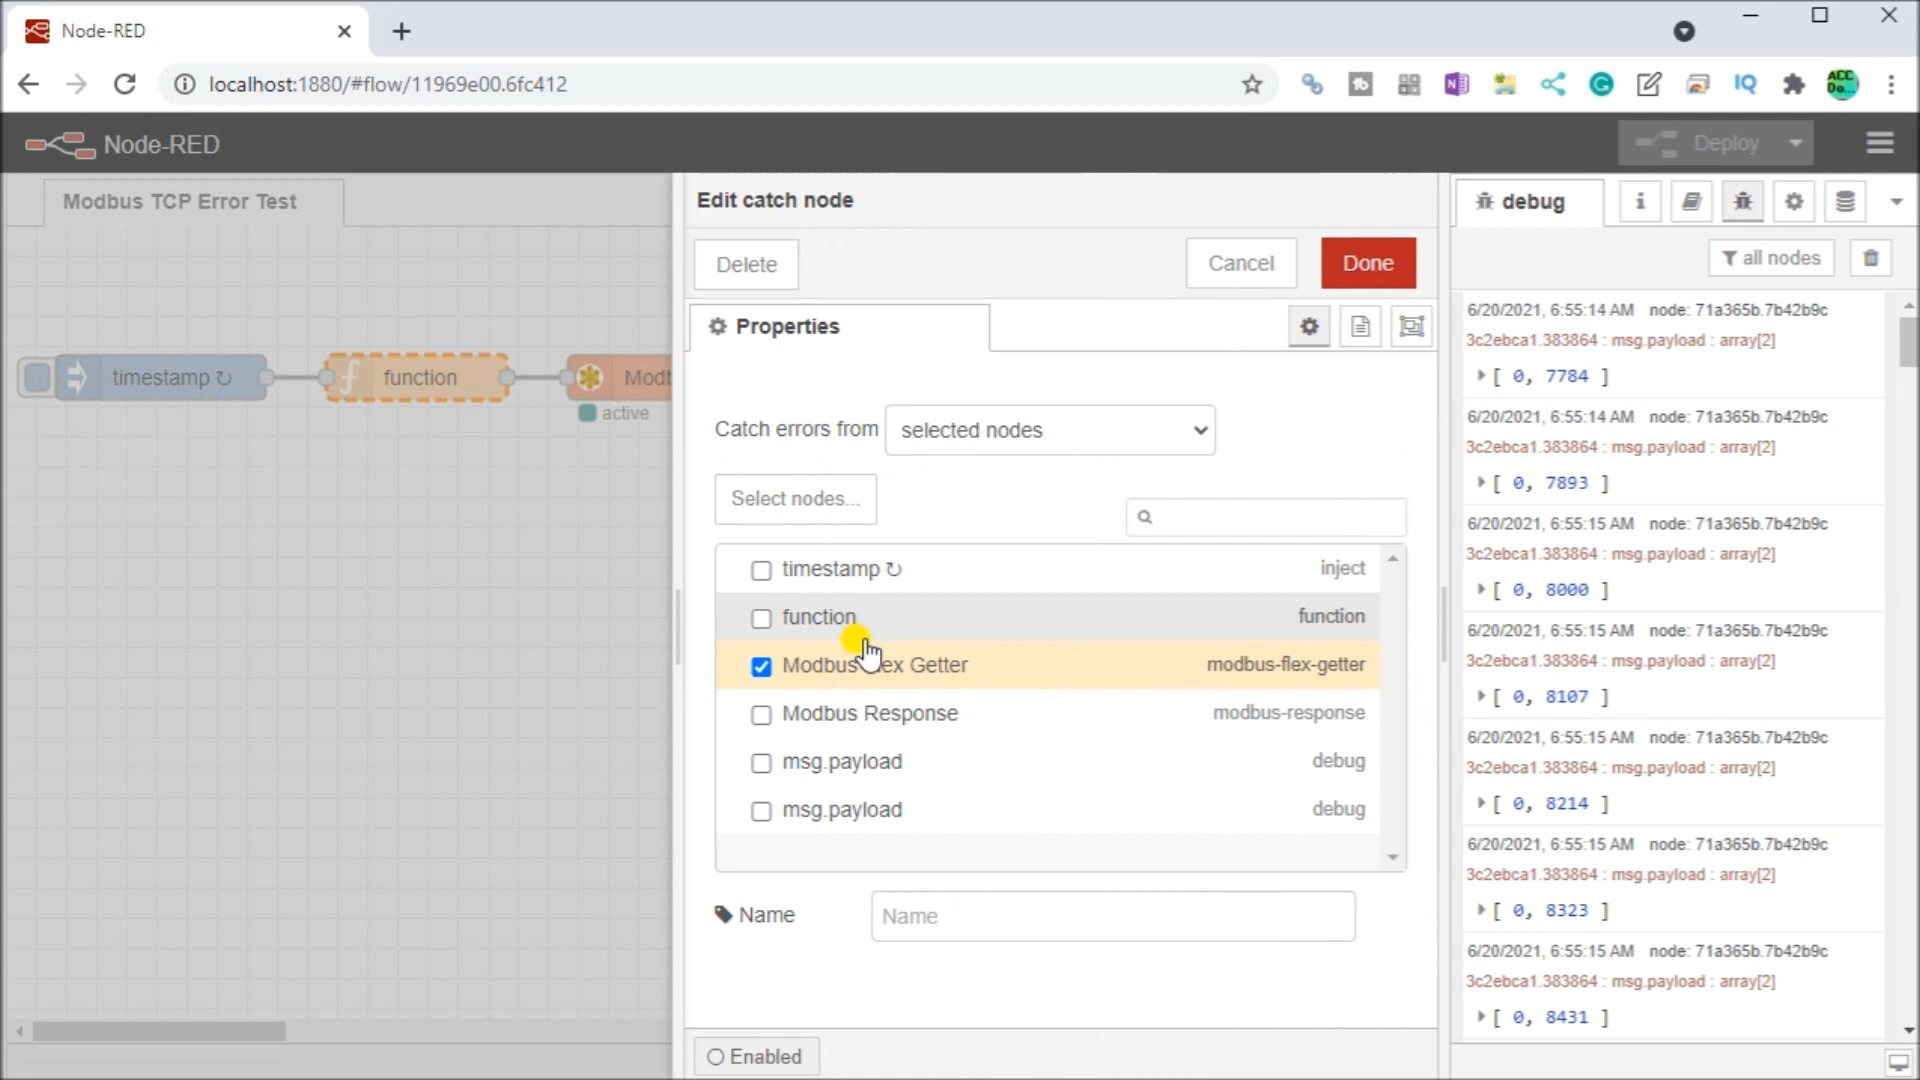 Node-RED
localhost:1880/#flow/11969e00.6fc412
ACC
Do...
IQ
Node-RED
Deploy
Modbus TCP Error Test
timestamp ↻
function
active
Edit catch node
Delete
Cancel
Done
Properties
Catch errors from
selected nodes
Select nodes...
timestamp ↻ inject
function function
Modbus Getter modbus-flex-getter
Modbus Response modbus-response
msg.payload debug
msg.payload debug
Name
Name
Enabled
debug
all nodes
6/20/2021, 6:55:14 AM node: 71a365b.7b42b9c
3c2ebca1.383864 : msg.payload : array[2]
[ 0, 7784 ]
6/20/2021, 6:55:14 AM node: 71a365b.7b42b9c
3c2ebca1.383864 : msg.payload : array[2]
[ 0, 7893 ]
6/20/2021, 6:55:15 AM node: 71a365b.7b42b9c
3c2ebca1.383864 : msg.payload : array[2]
[ 0, 8000 ]
6/20/2021, 6:55:15 AM node: 71a365b.7b42b9c
3c2ebca1.383864 : msg.payload : array[2]
[ 0, 8107 ]
6/20/2021, 6:55:15 AM node: 71a365b.7b42b9c
3c2ebca1.383864 : msg.payload : array[2]
[ 0, 8214 ]
6/20/2021, 6:55:15 AM node: 71a365b.7b42b9c
3c2ebca1.383864 : msg.payload : array[2]
[ 0, 8323 ]
6/20/2021, 6:55:15 AM node: 71a365b.7b42b9c
3c2ebca1.383864 : msg.payload : array[2]
[ 0, 8431 ]